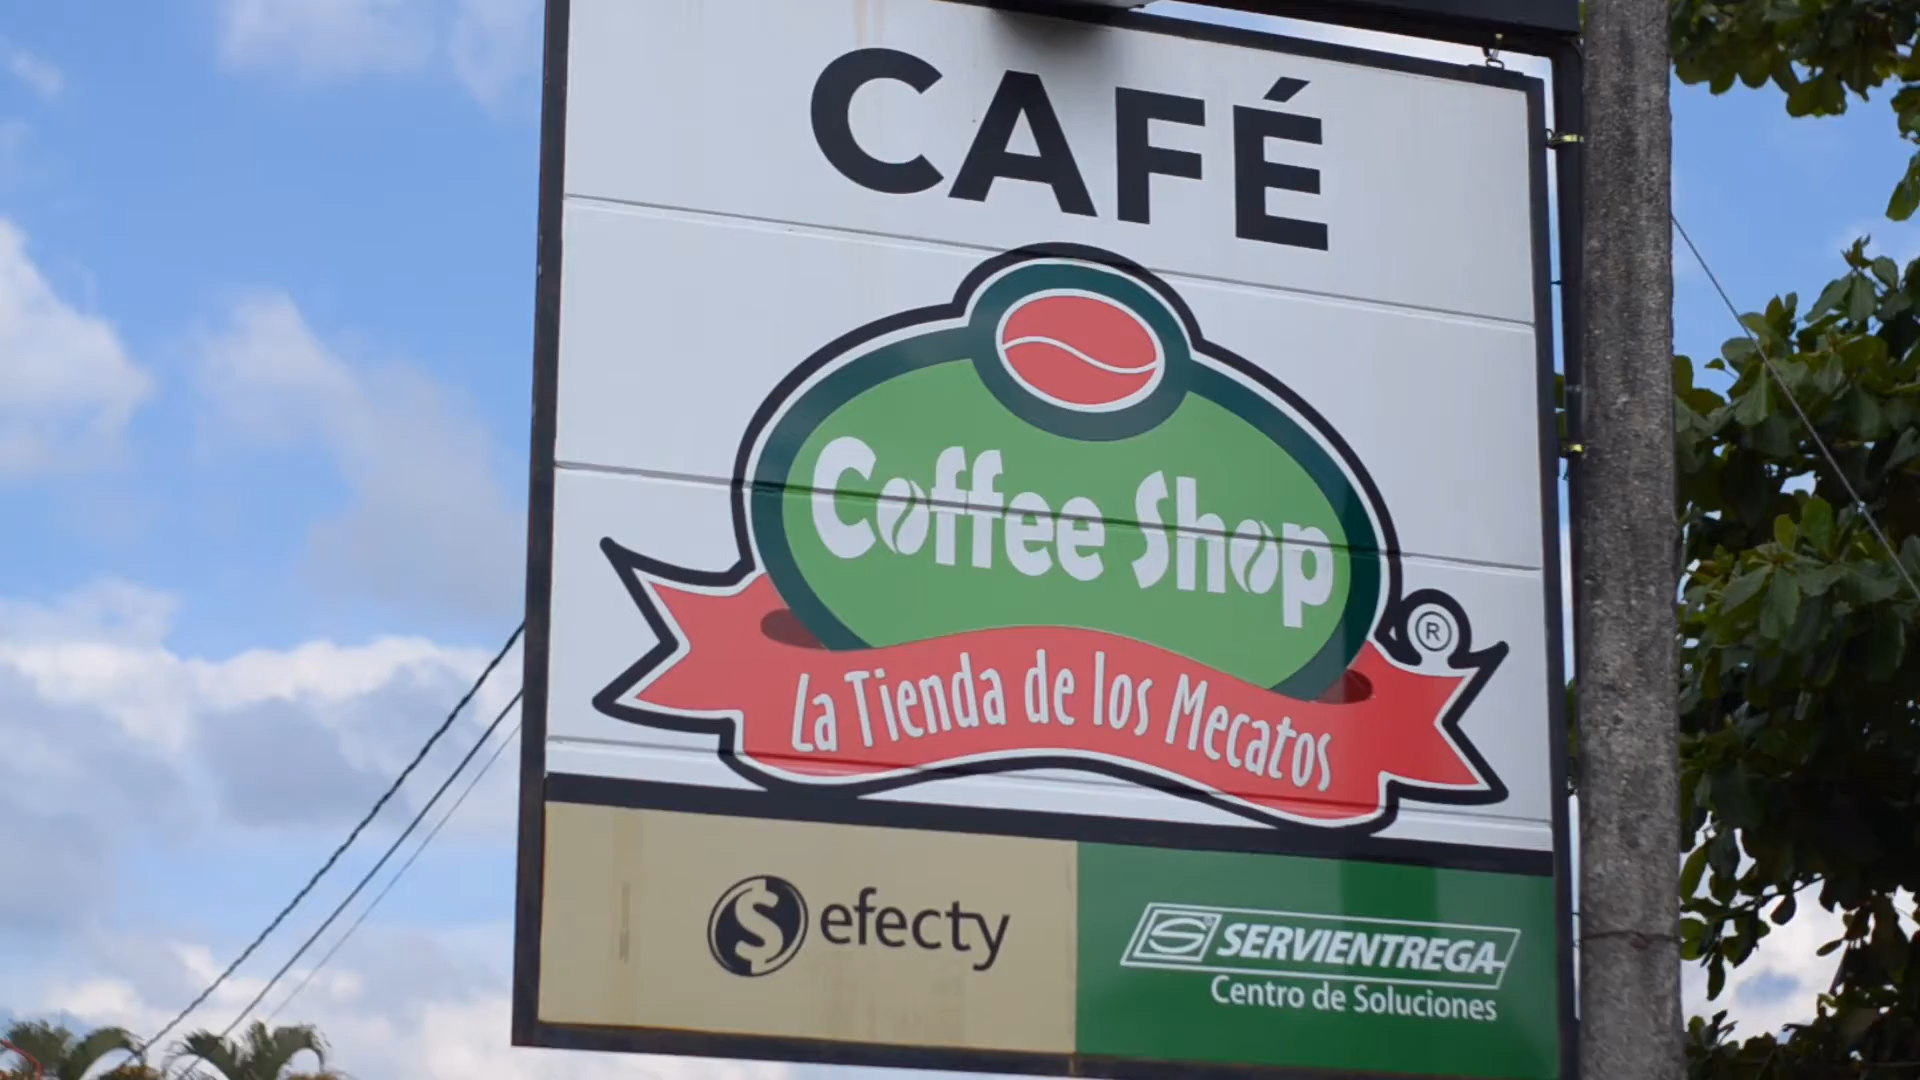 CAFÉ
Coffee Shop
®
La Tienda de los Mecatos
efecty
SERVIENTREGA
Centro de Soluciones